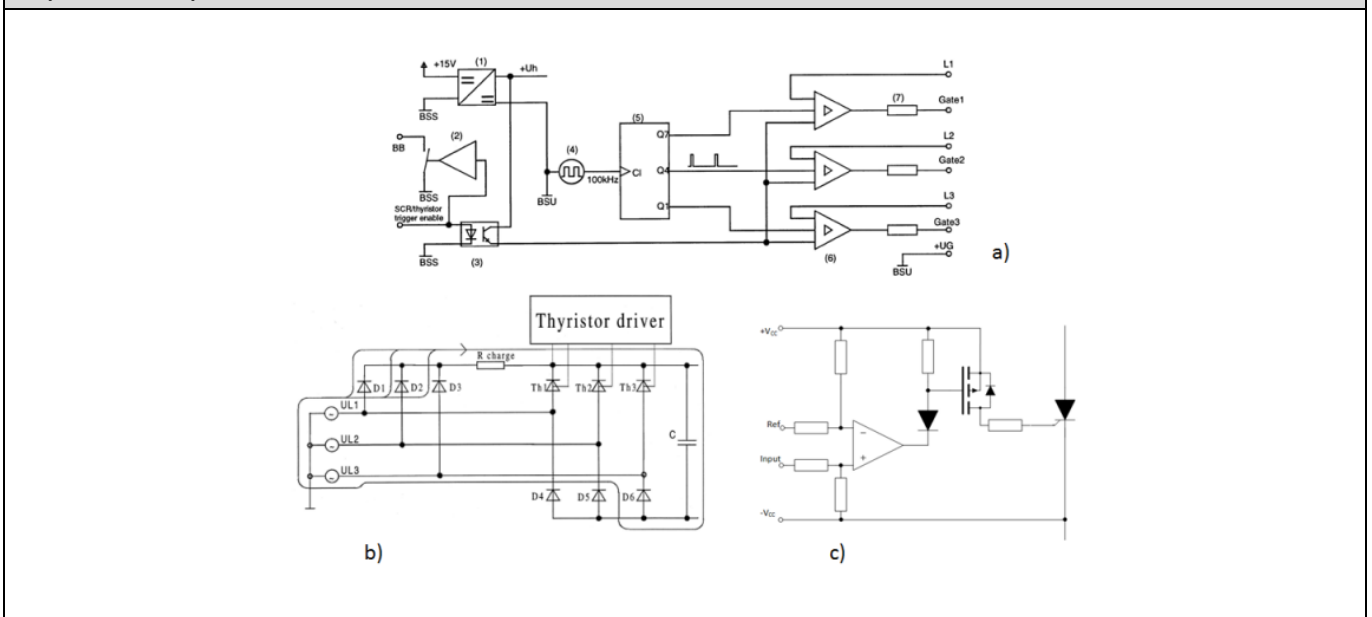 +15V (1) +Uh
BSS
BB (2)
BSS
SCR/thyristor
trigger enable
BSS (3)
(4)
100kHz
BSU
(5)
Q7
CI Q4
Q1
L1
(7) Gate1
L2
Gate2
L3
Gate3
(6)
+UG
BSU
a)
Thyristor driver
R charge
D1 D2 D3 Th1 Th2 Th3
UL1
UL2
UL3
C
D4 D5 D6
b)
+Vcc
Ref
Input
-Vcc
c)